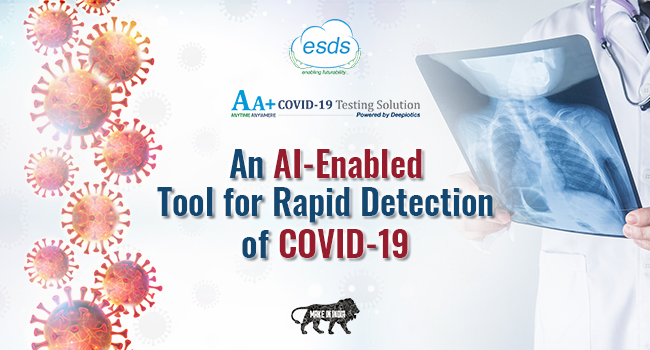 esds
enabling futurability.
AA+ COVID-19 Testing Solution
ANYTIME ANYWHERE Powered by Deepiotics
An AI-Enabled
Tool for Rapid Detection
of COVID-19
MAKE IN INDIA